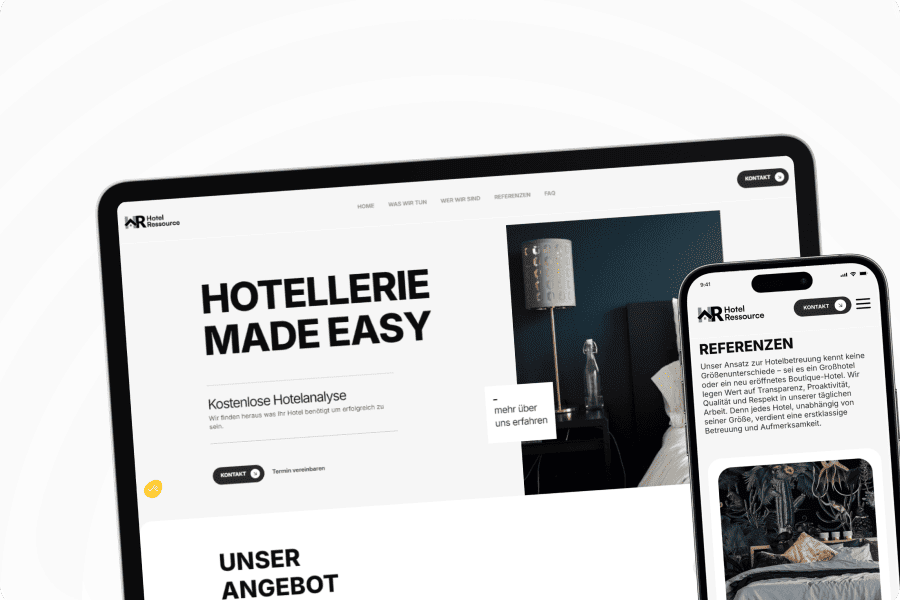 HR Hotel
Ressource
HOME WAS WIR TUN WER WIR SIND REFERENZEN FAQ
KONTAKT
HOTELLERIE
MADE EASY
Kostenlose Hotelanalyse
Wir finden heraus was Ihr Hotel benötigt um erfolgreich zu
sein.
KONTAKT Termin vereinbaren
–
mehr über
uns erfahren
UNSER
ANGEBOT
9:41
HR Hotel
Ressource
KONTAKT
REFERENZEN
Unser Ansatz zur Hotelbetreuung kennt keine
Größenunterschiede – sei es ein Großhotel
oder ein neu eröffnetes Boutique-Hotel. Wir
legen Wert auf Transparenz, Proaktivität,
Qualität und Respekt in unserer täglichen
Arbeit. Denn jedes Hotel, unabhängig von
seiner Größe, verdient eine erstklassige
Betreuung und Aufmerksamkeit.